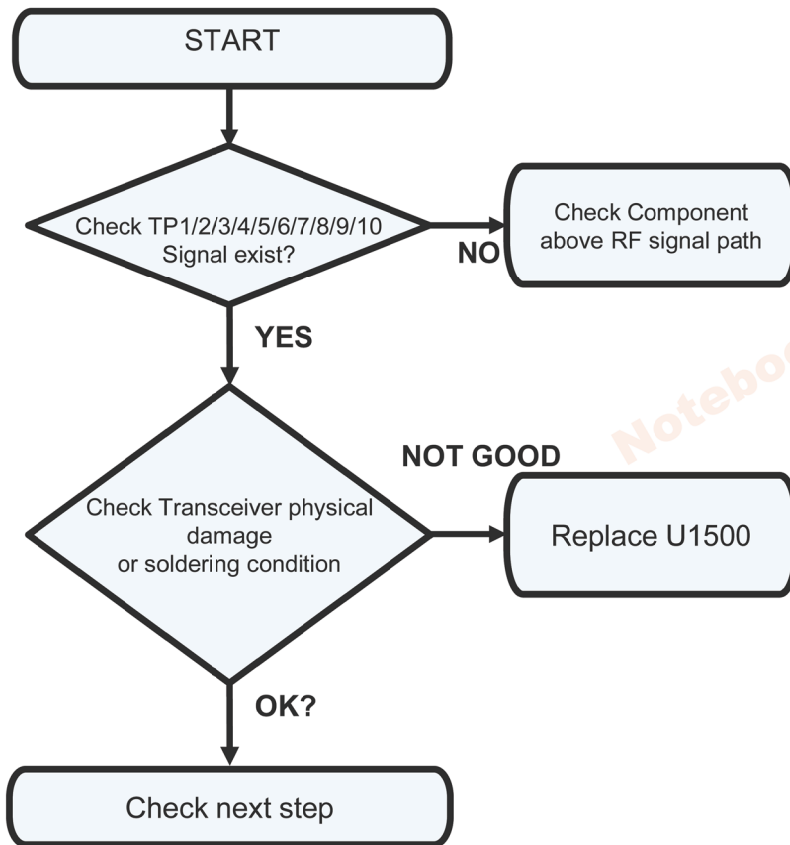 START
Check TP1/2/3/4/5/6/7/8/9/10
Signal exist?
NO
Check Component
above RF signal path
YES
NOT GOOD
Check Transceiver physical
damage
or soldering condition
Replace U1500
OK?
Check next step